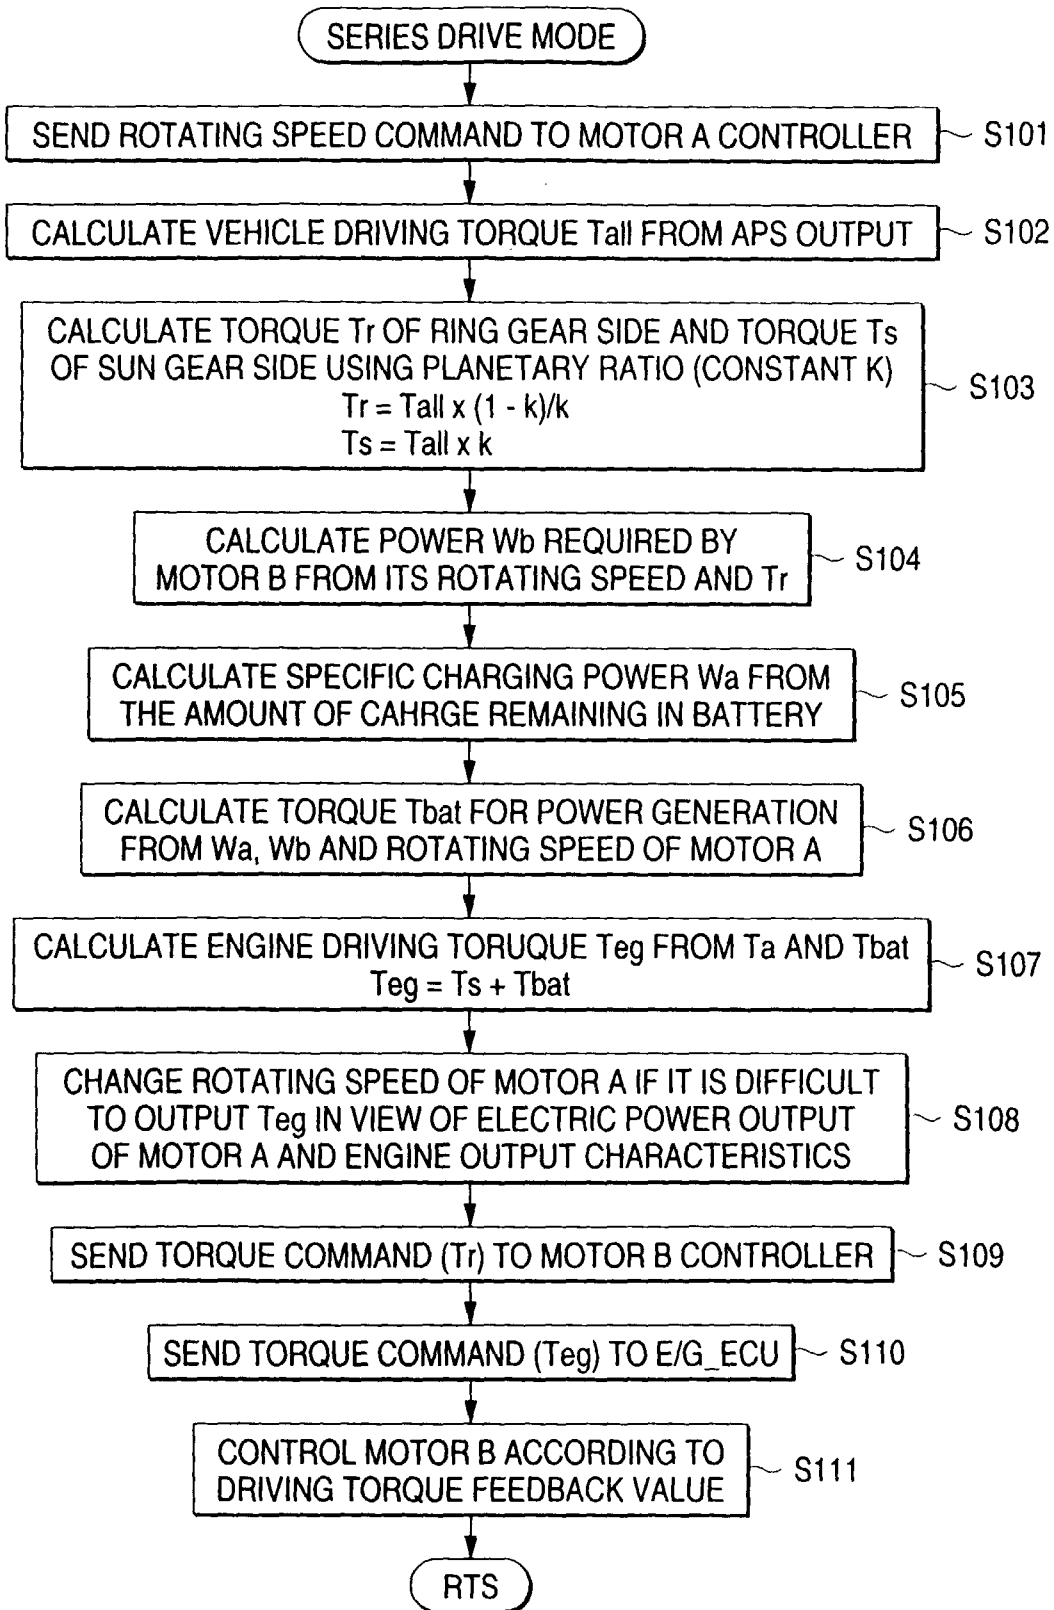 SERIES DRIVE MODE
SEND ROTATING SPEED COMMAND TO MOTOR A CONTROLLER
S101
CALCULATE VEHICLE DRIVING TORQUE Tall FROM APS OUTPUT
S102
CALCULATE TORQUE Tr OF RING GEAR SIDE AND TORQUE Ts
OF SUN GEAR SIDE USING PLANETARY RATIO (CONSTANT K)
Tr = Tall x (1 - k)/k
Ts = Tall x k
S103
CALCULATE POWER Wb REQUIRED BY
MOTOR B FROM ITS ROTATING SPEED AND Tr
S104
CALCULATE SPECIFIC CHARGING POWER Wa FROM
THE AMOUNT OF CAHRGE REMAINING IN BATTERY
S105
CALCULATE TORQUE Tbat FOR POWER GENERATION
FROM Wa, Wb AND ROTATING SPEED OF MOTOR A
S106
CALCULATE ENGINE DRIVING TORUQUE Teg FROM Ta AND Tbat
Teg = Ts + Tbat
S107
CHANGE ROTATING SPEED OF MOTOR A IF IT IS DIFFICULT
TO OUTPUT Teg IN VIEW OF ELECTRIC POWER OUTPUT
OF MOTOR A AND ENGINE OUTPUT CHARACTERISTICS
S108
SEND TORQUE COMMAND (Tr) TO MOTOR B CONTROLLER
S109
SEND TORQUE COMMAND (Teg) TO E/G_ECU
S110
CONTROL MOTOR B ACCORDING TO
DRIVING TORQUE FEEDBACK VALUE
S111
RTS